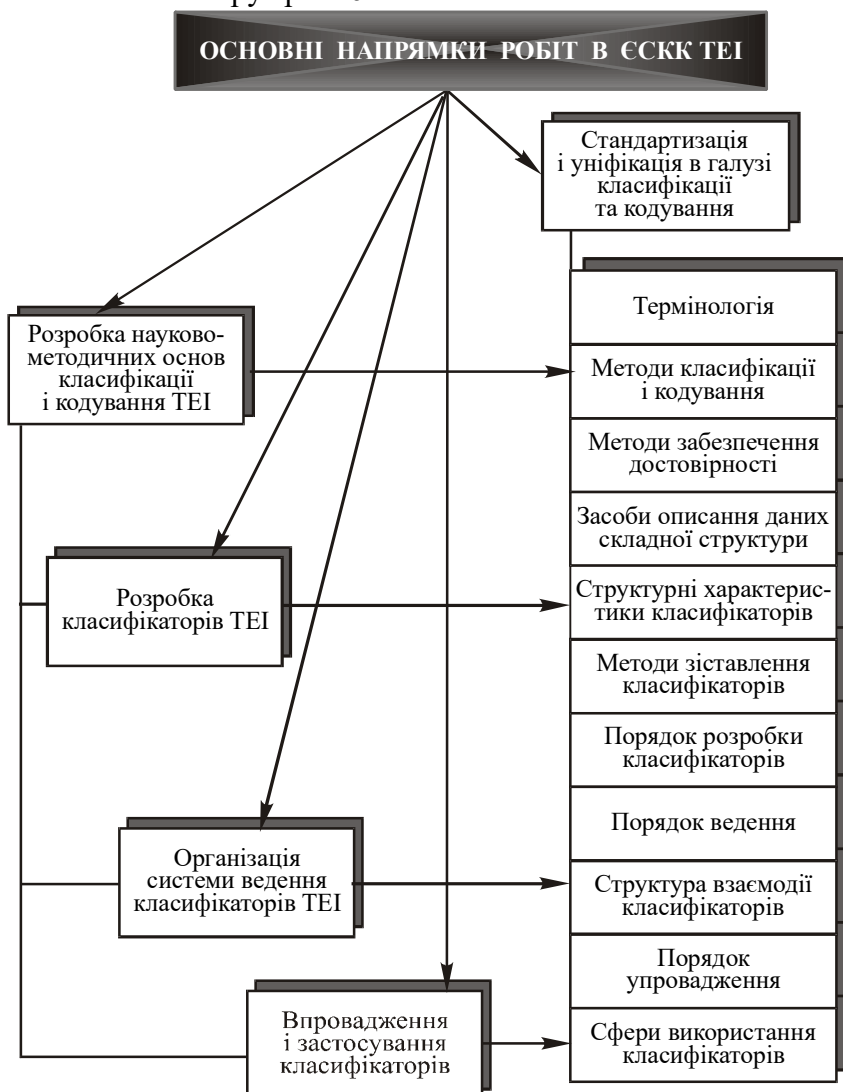 ОСНОВНІ НАПРЯМКИ РОБІТ В ЄСКК ТЕІ
Стандартизація
і уніфікація в галузі
класифікації
та кодування
Розробка науково-
методичних основ
класифікації
і кодування ТЕІ
Розробка
класифікаторів ТЕІ
Організація
системи ведення
класифікаторів ТЕІ
Впровадження
і застосування
класифікаторів
Термінологія
Методи класифікації
і кодування
Методи забезпечення
достовірності
Засоби описання даних
складної структури
Структурні характерис-
тики класифікаторів
Методи зіставлення
класифікаторів
Порядок розробки
класифікаторів
Порядок ведення
Структура взаємодії
класифікаторів
Порядок
упровадження
Сфери використання
класифікаторів